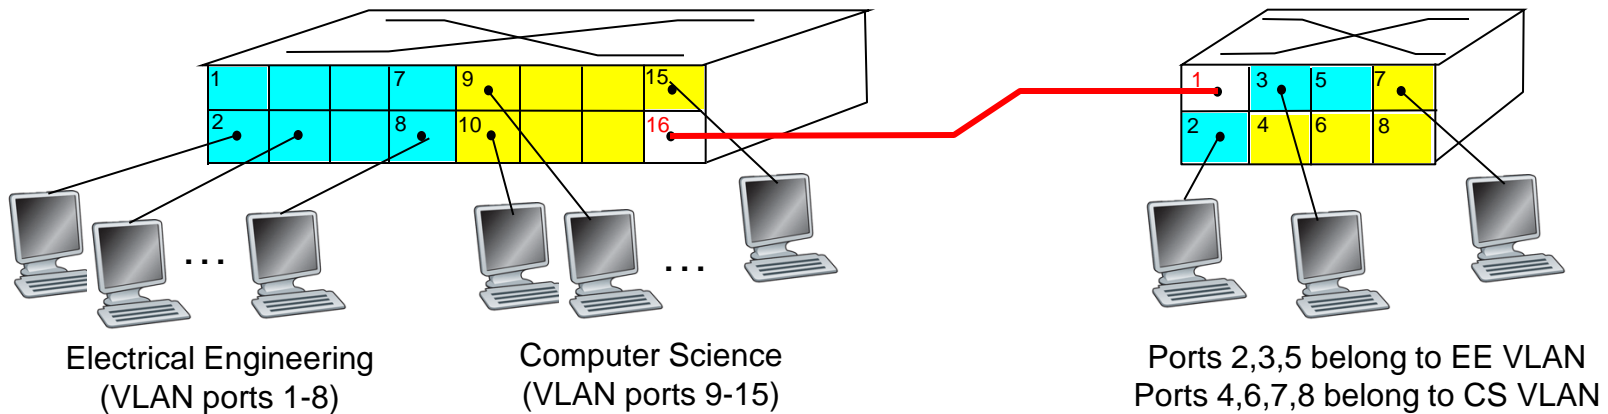 1 7 9 15
2 8 10 16
1 3 5 7
2 4 6 8
... ...
Electrical Engineering
(VLAN ports 1-8)
Computer Science
(VLAN ports 9-15)
Ports 2,3,5 belong to EE VLAN
Ports 4,6,7,8 belong to CS VLAN